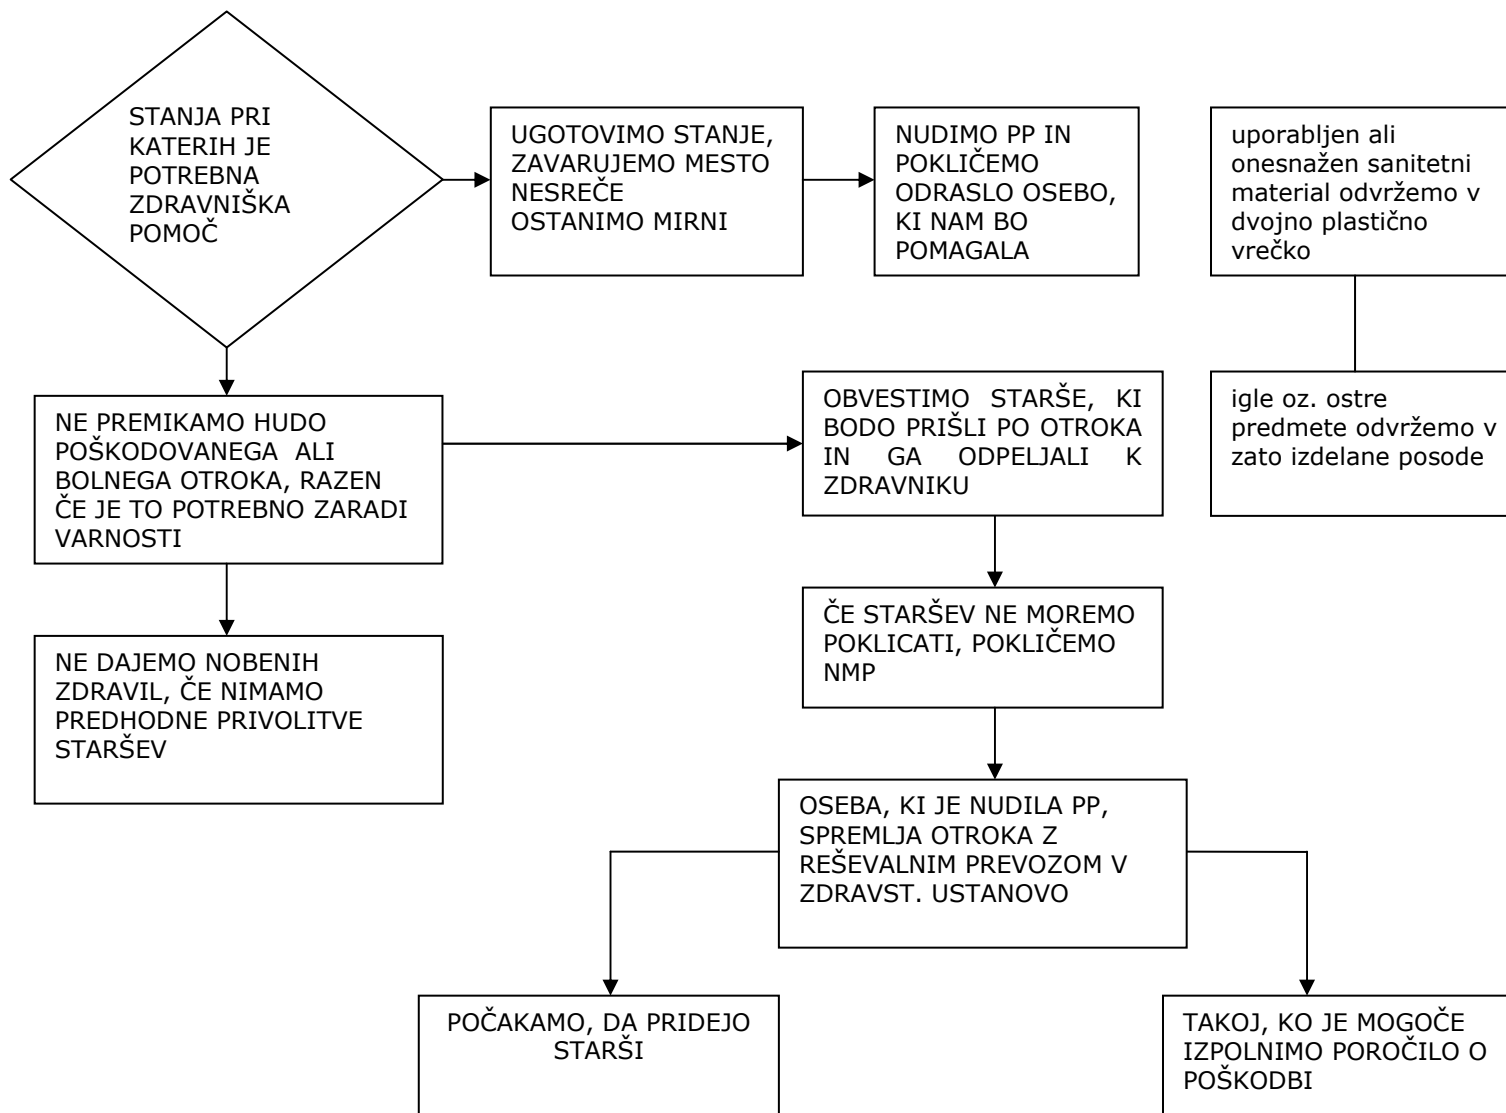 STANJA PRI
KATERIH JE
POTREBNA
ZDRAVNIŠKA
POMOČ
UGOTOVIMO STANJE,
ZAVARUJEMO MESTO
NESREČE
OSTANIMO MIRNI
NUDIMO PP IN
POKLIČEMO
ODRASLO OSEBO,
KI NAM BO
POMAGALA
uporabljen ali
onesnažen sanitetni
material odvržemo v
dvojno plastično
vrečko
NE PREMIKAMO HUDO
POŠKODOVANEGA ALI
BOLNEGA OTROKA, RAZEN
ČE JE TO POTREBNO ZARADI
VARNOSTI
OBVESTIMO STARŠE, KI
BODO PRIŠLI PO OTROKA
IN GA ODPELJALI K
ZDRAVNIKU
igle oz. ostre
predmete odvržemo v
zato izdelane posode
NE DAJEMO NOBENIH
ZDRAVIL, ČE NIMAMO
PREDHODNE PRIVOLITVE
STARŠEV
ČE STARŠEV NE MOREMO
POKLICATI, POKLIČEMO
NMP
OSEBA, KI JE NUDILA PP,
SPREMLJA OTROKA Z
REŠEVALNIM PREVOZOM V
ZDRAVST. USTANOVO
POČAKAMO, DA PRIDEJO
STARŠI
TAKOJ, KO JE MOGOČE
IZPOLNIMO POROČILO O
POŠKODBI